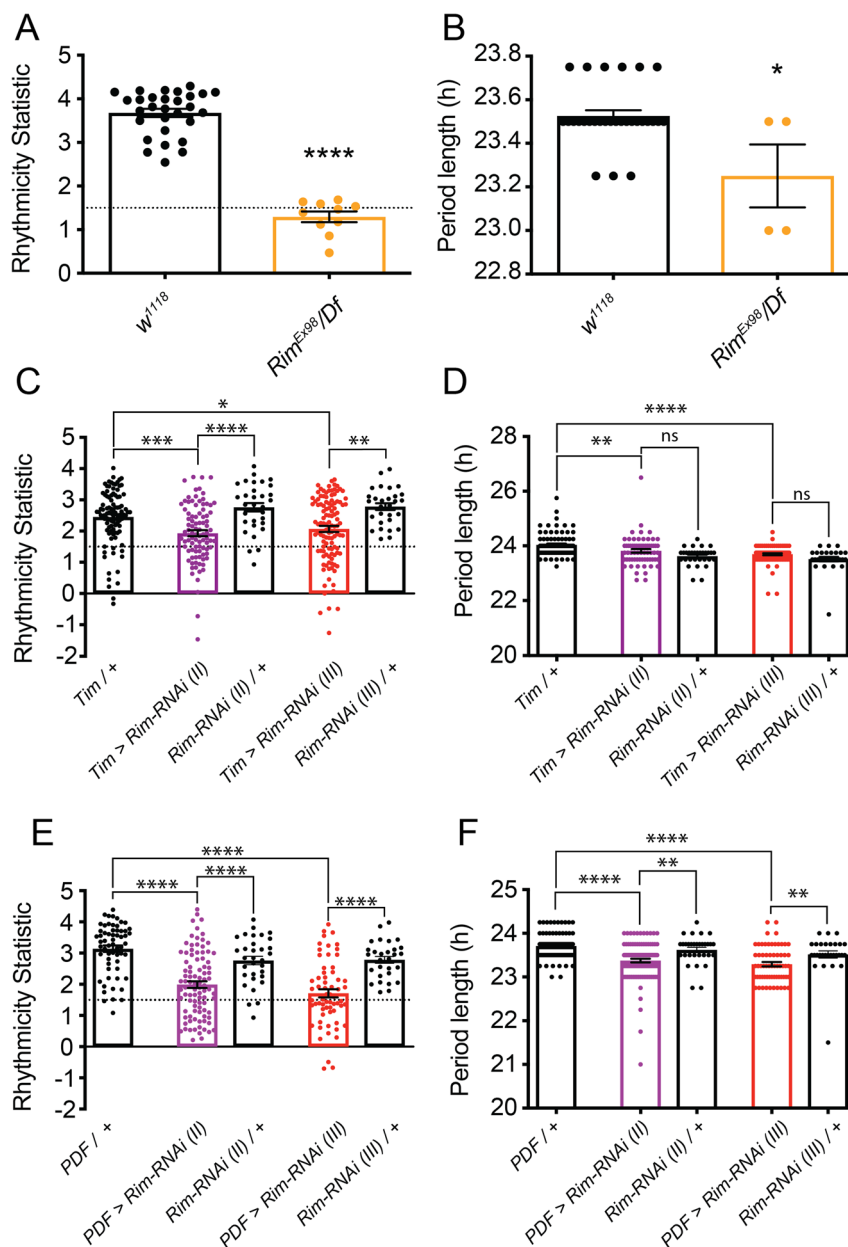 A
Rhythmicity Statistic
5
4
3
2
1
0
****
w1118
RimEx98/Df
B
Period length (h)
23.8
23.6
23.4
23.2
23.0
22.8
*
w1118
RimEx98/Df
C
Rhythmicity Statistic
5
4
3
2
1
0
-1
-2
*
***
****
**
Tim / +
Tim > Rim-RNAi (II)
Rim-RNAi (II) / +
Tim > Rim-RNAi (III)
Rim-RNAi (III) / +
D
Period length (h)
28
26
24
22
20
****
**
ns
ns
Tim / +
Tim > Rim-RNAi (II)
Rim-RNAi (II) / +
Tim > Rim-RNAi (III)
Rim-RNAi (III) / +
E
Rhythmicity Statistic
5
4
3
2
1
0
-1
-2
****
****
****
****
PDF / +
PDF > Rim-RNAi (II)
Rim-RNAi (II) / +
PDF > Rim-RNAi (III)
Rim-RNAi (III) / +
F
Period length (h)
25
24
23
22
21
20
****
****
**
**
PDF / +
PDF > Rim-RNAi (II)
Rim-RNAi (II) / +
PDF > Rim-RNAi (III)
Rim-RNAi (III) / +